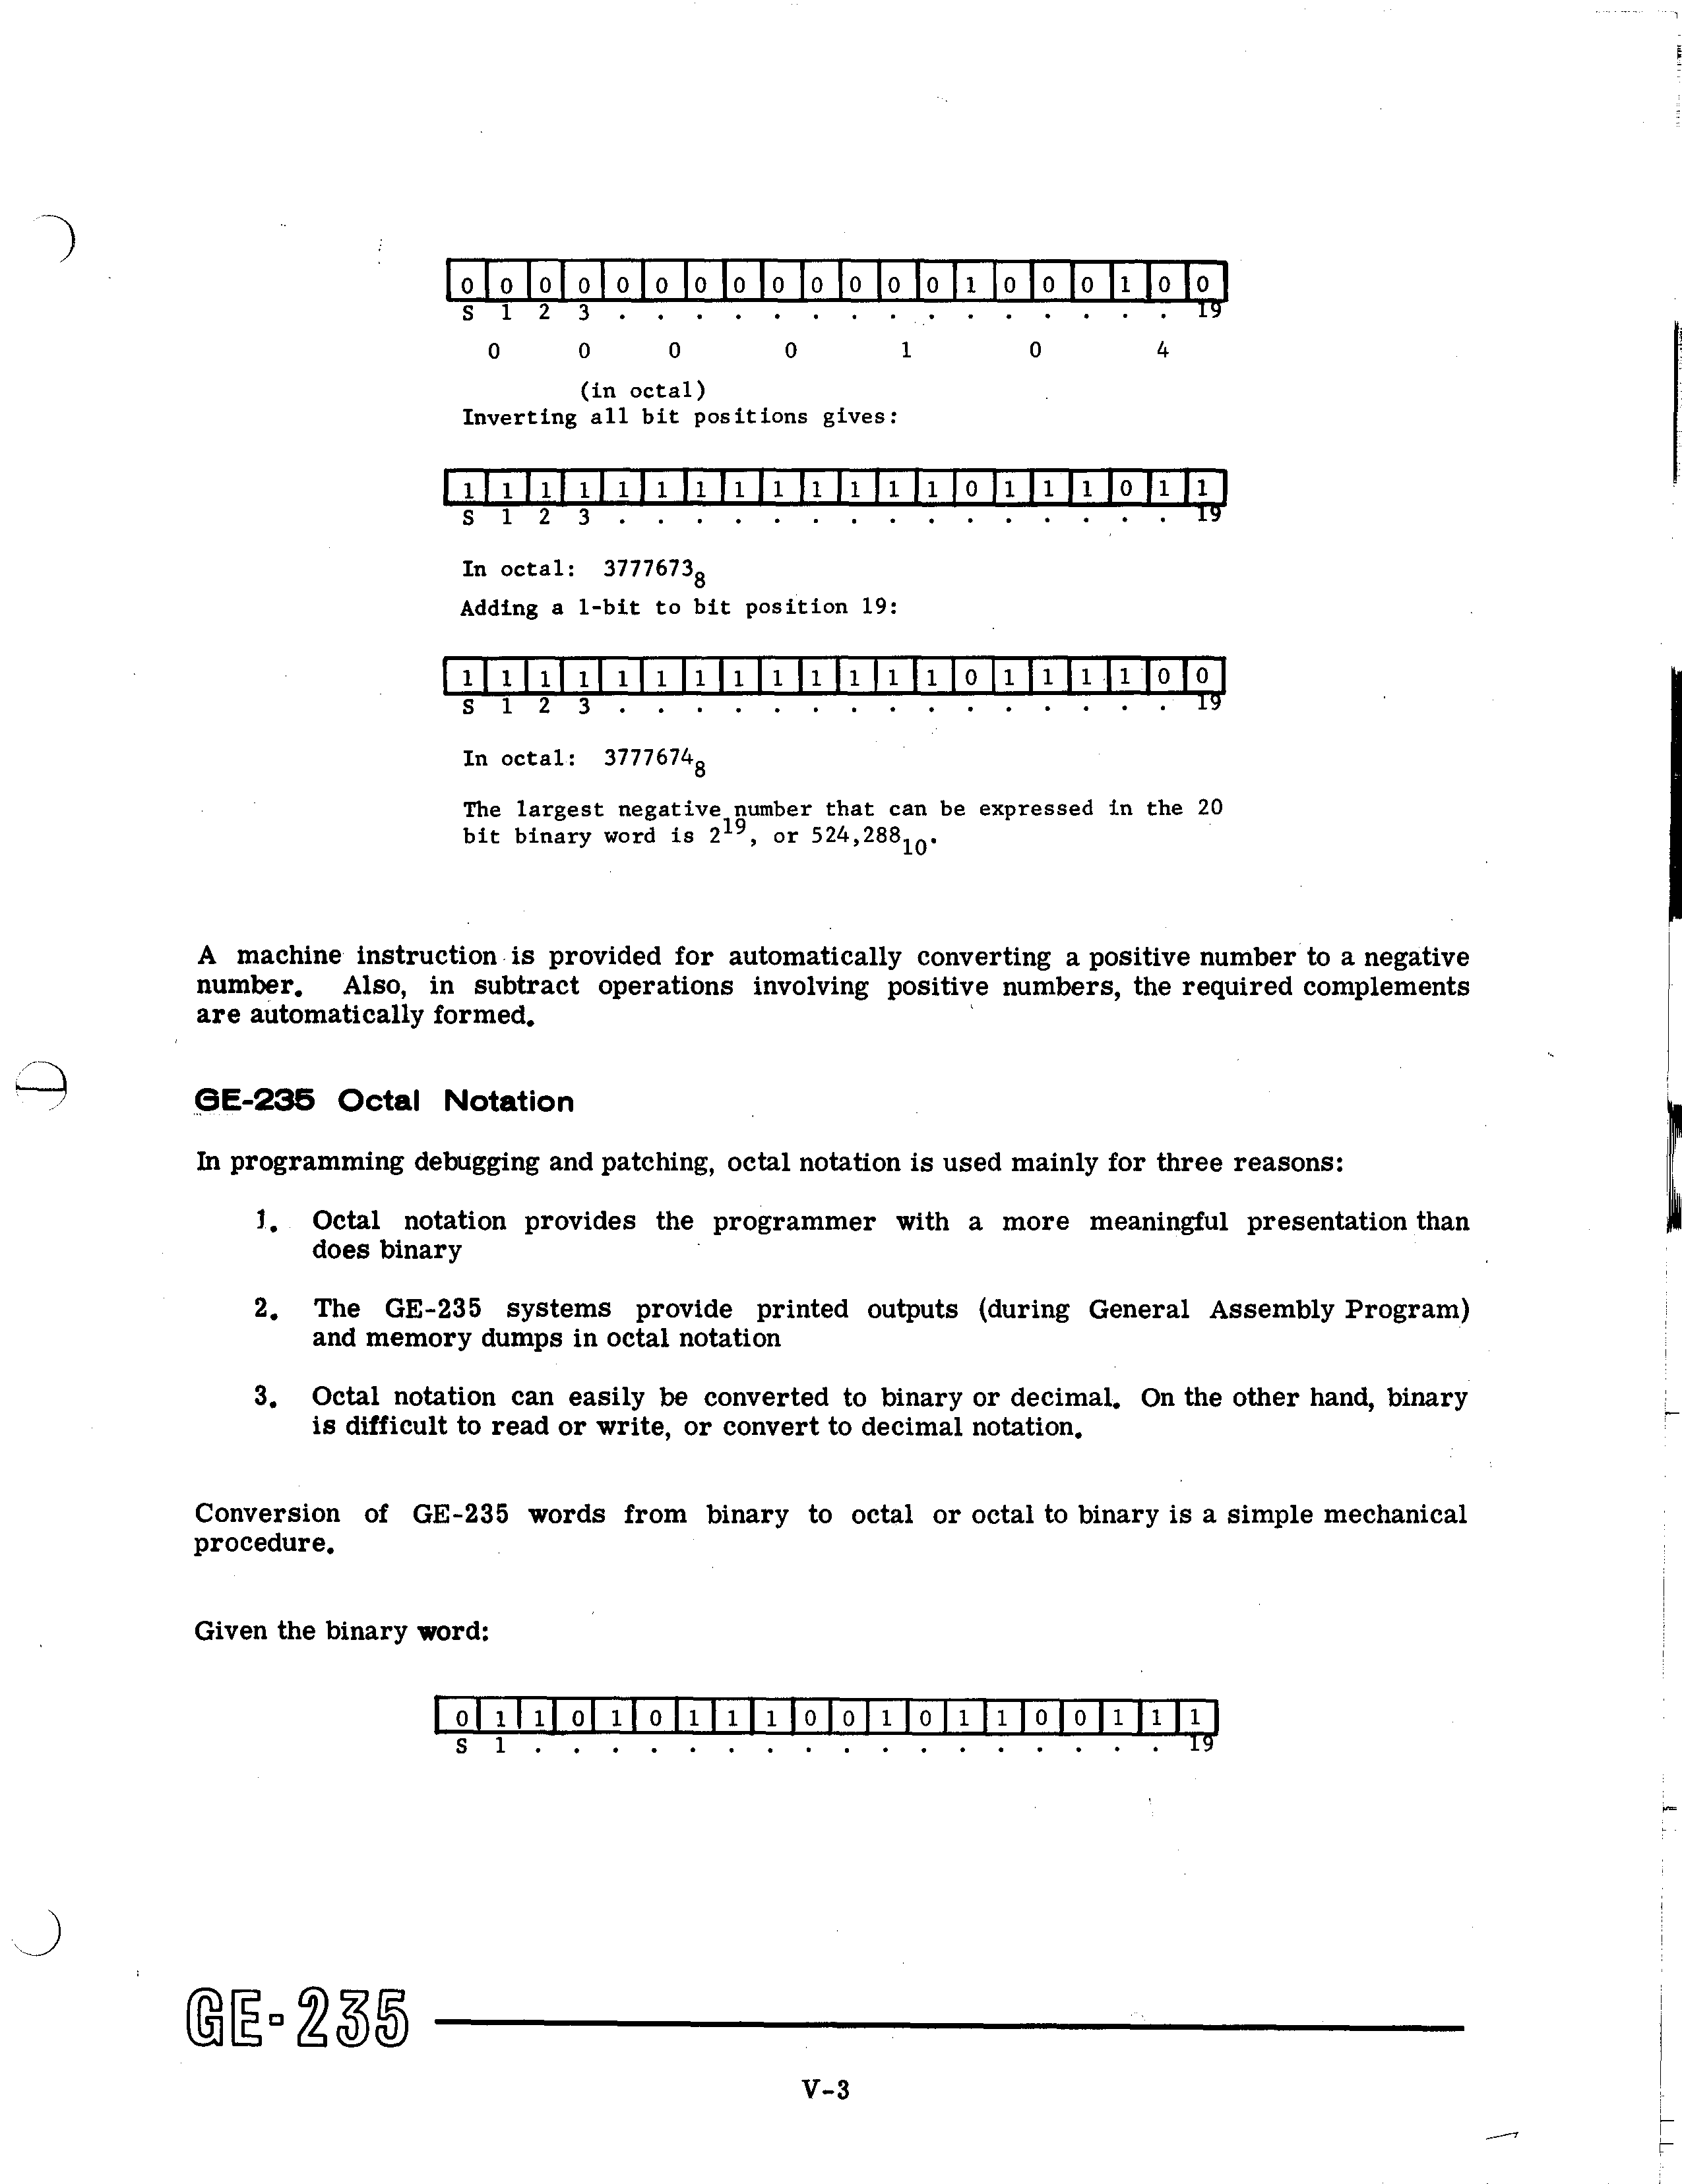 0 0 0 0 0 0 0 0 0 0 0 0 0 1 0 0 0 1 0 0
S 1 2 3 . . . . . . . . . . . . . . . 19
0 0 0 0 1 0 4
(in octal)
Inverting all bit positions gives:
1 1 1 1 1 1 1 1 1 1 1 1 1 0 1 1 1 0 1 1
S 1 2 3 . . . . . . . . . . . . . . . 19
In octal: 3777673₈
Adding a 1-bit to bit position 19:
1 1 1 1 1 1 1 1 1 1 1 1 1 0 1 1 1 1 0 0
S 1 2 3 . . . . . . . . . . . . . . . 19
In octal: 3777674₈
The largest negative number that can be expressed in the 20
bit binary word is 2¹⁹, or 524,288₁₀.
A machine instruction is provided for automatically converting a positive number to a negative
number. Also, in subtract operations involving positive numbers, the required complements
are automatically formed.
GE-235 Octal Notation
In programming debugging and patching, octal notation is used mainly for three reasons:
1. Octal notation provides the programmer with a more meaningful presentation than
does binary
2. The GE-235 systems provide printed outputs (during General Assembly Program)
and memory dumps in octal notation
3. Octal notation can easily be converted to binary or decimal. On the other hand, binary
is difficult to read or write, or convert to decimal notation.
Conversion of GE-235 words from binary to octal or octal to binary is a simple mechanical
procedure.
Given the binary word:
0 1 1 0 1 0 1 1 1 0 0 1 0 1 1 0 0 1 1 1
S 1 . . . . . . . . . . . . . . . . . 19
GE-235
V-3